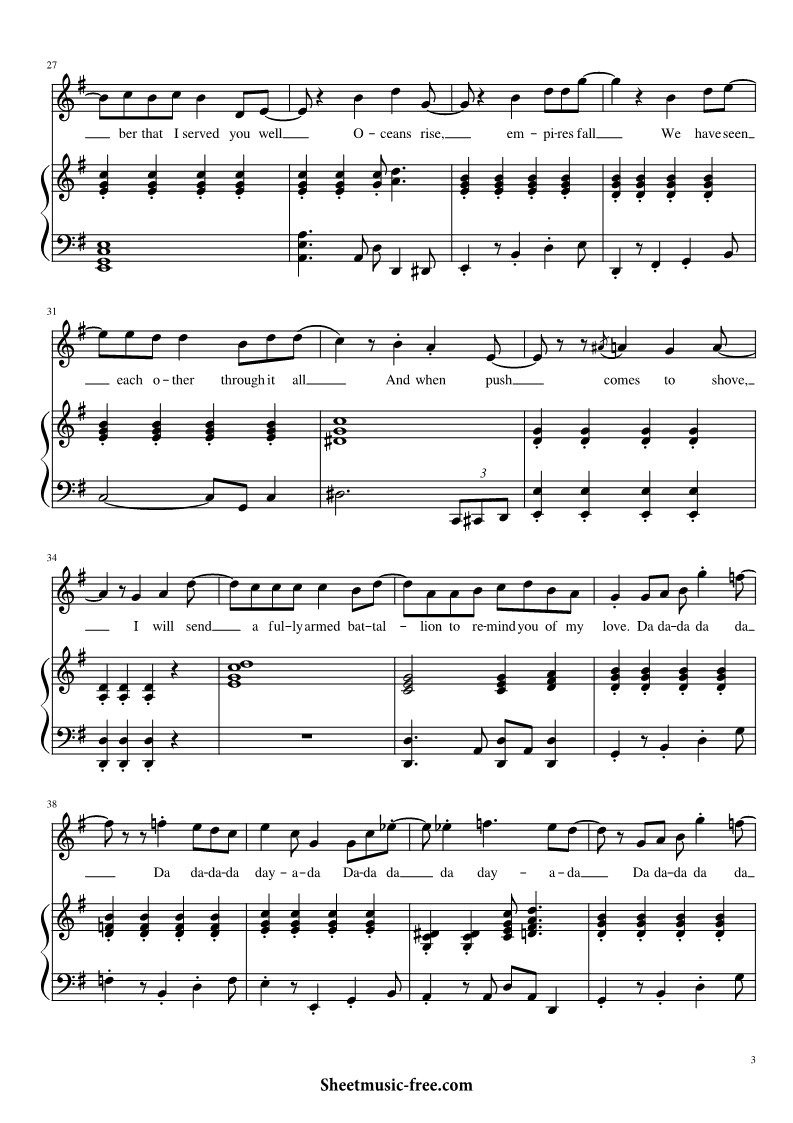 27
ber that I served you well O - ceans rise, em - pi - res fall We have seen
31
each o - ther through it all And when push comes to shove,
3
34
I will send a ful - ly armed bat - tal - lion to re - mind you of my love. Da da - da da da
38
Da da - da - da day - a - da Da - da da da day - a - da Da da - da da da
3
Sheetmusic-free.com